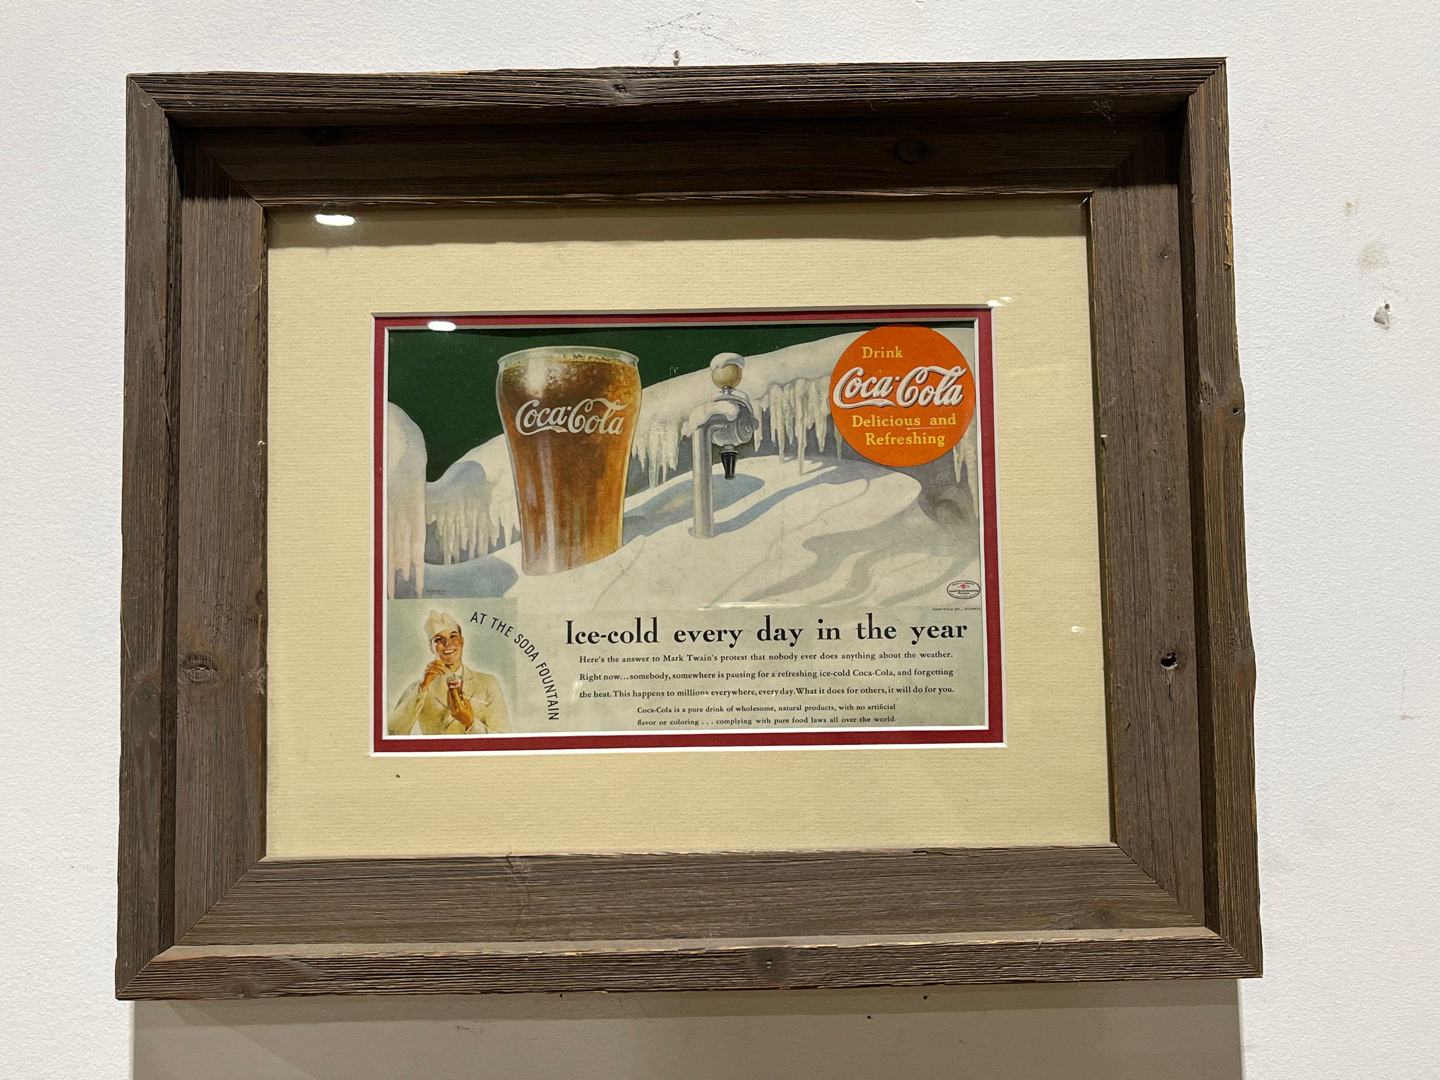 Drink
Coca-Cola
Delicious and
Refreshing
Coca-Cola
AT THE SODA FOUNTAIN
Ice-cold every day in the year
Here's the answer to Mark Twain's protest that nobody ever does anything about the weather.
Right now...somebody, somewhere is pausing for a refreshing ice-cold Coca-Cola, and forgetting
the heat. This happens to millions everywhere, every day. What it does for others, it will do for you.
Coca-Cola is a pure drink of wholesome, natural products, with no artificial
flavor or coloring . . . complying with pure food laws all over the world.